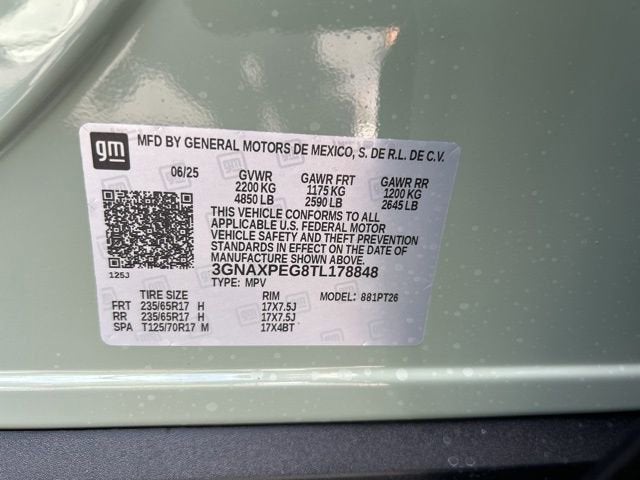 gm
MFD BY GENERAL MOTORS DE MEXICO, S. DE R.L. DE C.V.
06/25 GVWR GAWR FRT GAWR RR
2200 KG 1175 KG 1200 KG
4850 LB 2590 LB 2645 LB
THIS VEHICLE CONFORMS TO ALL
APPLICABLE U.S. FEDERAL MOTOR
VEHICLE SAFETY AND THEFT PREVENTION
STANDARDS IN EFFECT ON THE DATE OF
MANUFACTURE SHOWN ABOVE.
3GNAXPEG8TL178848
125J
TYPE: MPV MODEL: 881PT26
TIRE SIZE RIM
FRT 235/65R17 H 17X7.5J
RR 235/65R17 H 17X7.5J
SPA T125/70R17 M 17X4BT